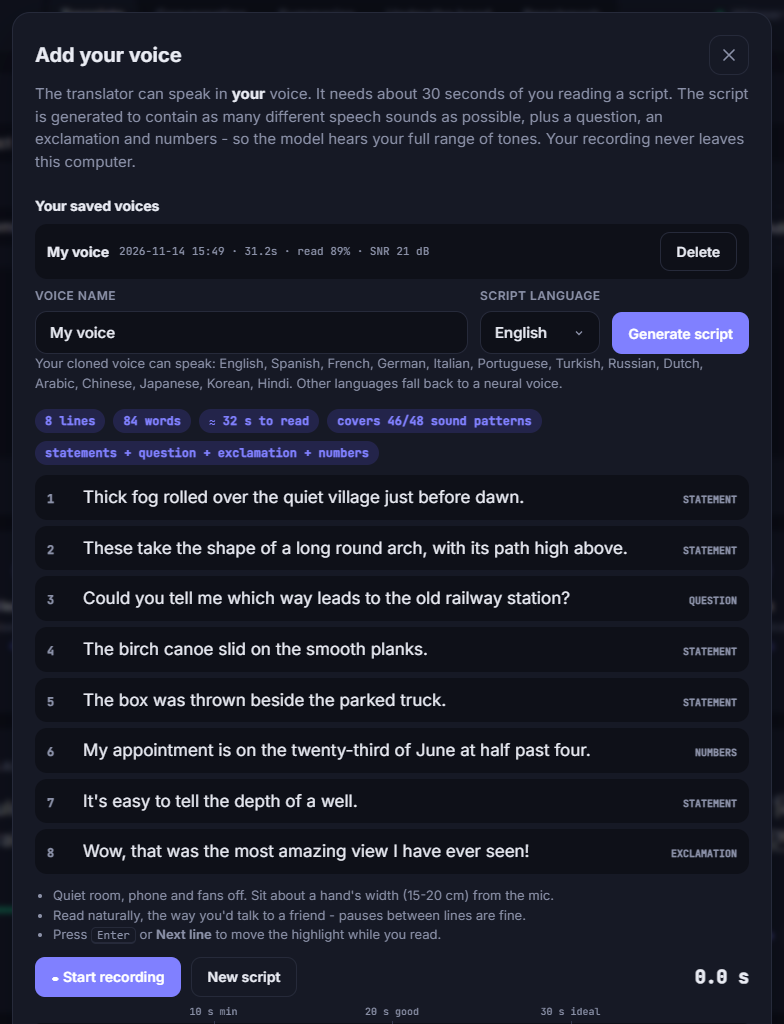 Add your voice
The translator can speak in your voice. It needs about 30 seconds of you reading a script. The script
is generated to contain as many different speech sounds as possible, plus a question, an
exclamation and numbers - so the model hears your full range of tones. Your recording never leaves
this computer.
Your saved voices
My voice 2026-11-14 15:49 · 31.2s · read 89% · SNR 21 dB
Delete
VOICE NAME
SCRIPT LANGUAGE
My voice
English
Generate script
Your cloned voice can speak: English, Spanish, French, German, Italian, Portuguese, Turkish, Russian, Dutch,
Arabic, Chinese, Japanese, Korean, Hindi. Other languages fall back to a neural voice.
8 lines
84 words
≈ 32 s to read
covers 46/48 sound patterns
statements + question + exclamation + numbers
1 Thick fog rolled over the quiet village just before dawn. STATEMENT
2 These take the shape of a long round arch, with its path high above. STATEMENT
3 Could you tell me which way leads to the old railway station? QUESTION
4 The birch canoe slid on the smooth planks. STATEMENT
5 The box was thrown beside the parked truck. STATEMENT
6 My appointment is on the twenty-third of June at half past four. NUMBERS
7 It's easy to tell the depth of a well. STATEMENT
8 Wow, that was the most amazing view I have ever seen! EXCLAMATION
• Quiet room, phone and fans off. Sit about a hand's width (15-20 cm) from the mic.
• Read naturally, the way you'd talk to a friend - pauses between lines are fine.
• Press Enter or Next line to move the highlight while you read.
Start recording
New script
0.0 s
10 s min
20 s good
30 s ideal